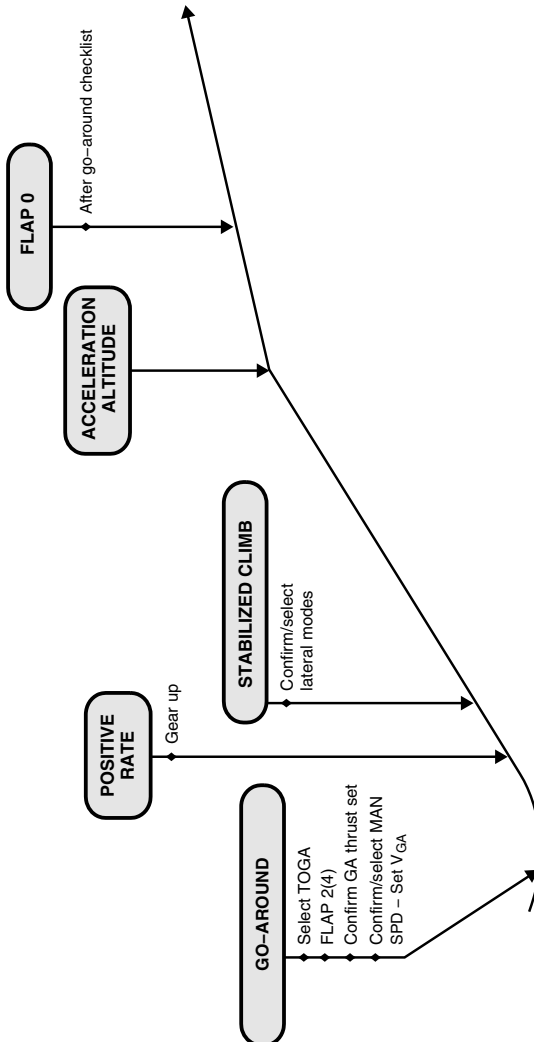 GO−AROUND
Select TOGA
FLAP 2(4)
Confirm GA thrust set
Confirm/select MAN
SPD − Set VGA
POSITIVE
RATE
Gear up
STABILIZED CLIMB
Confirm/select
lateral modes
ACCELERATION
ALTITUDE
FLAP 0
After go−around checklist